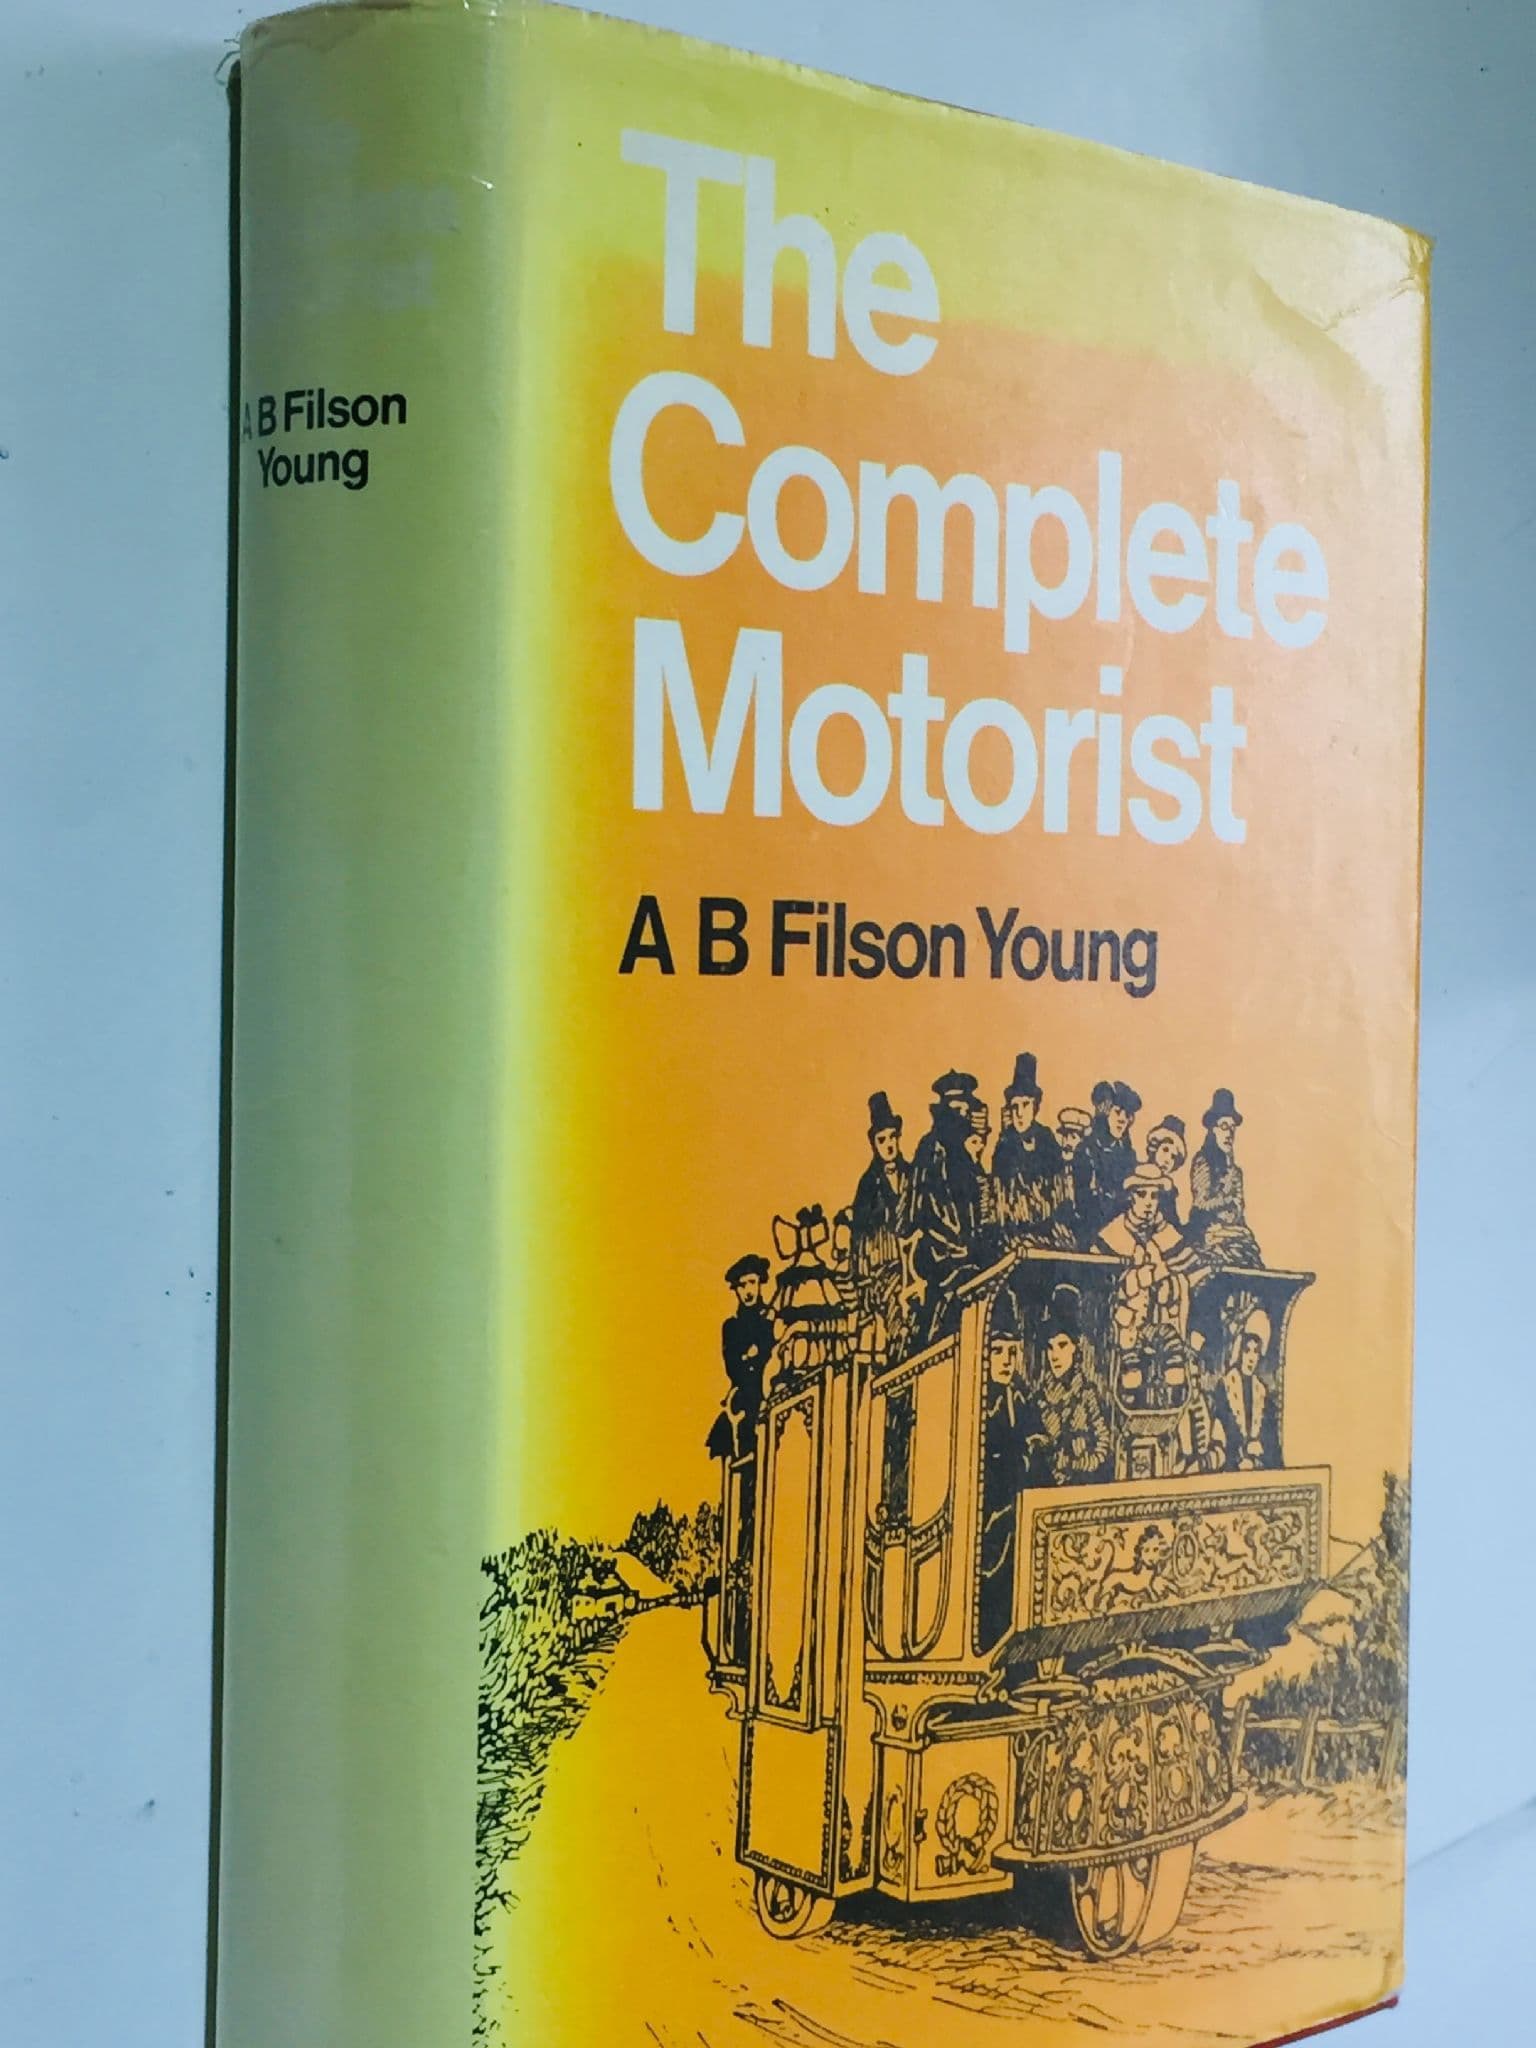 A B Filson
Young
The
Complete
Motorist
A B Filson Young